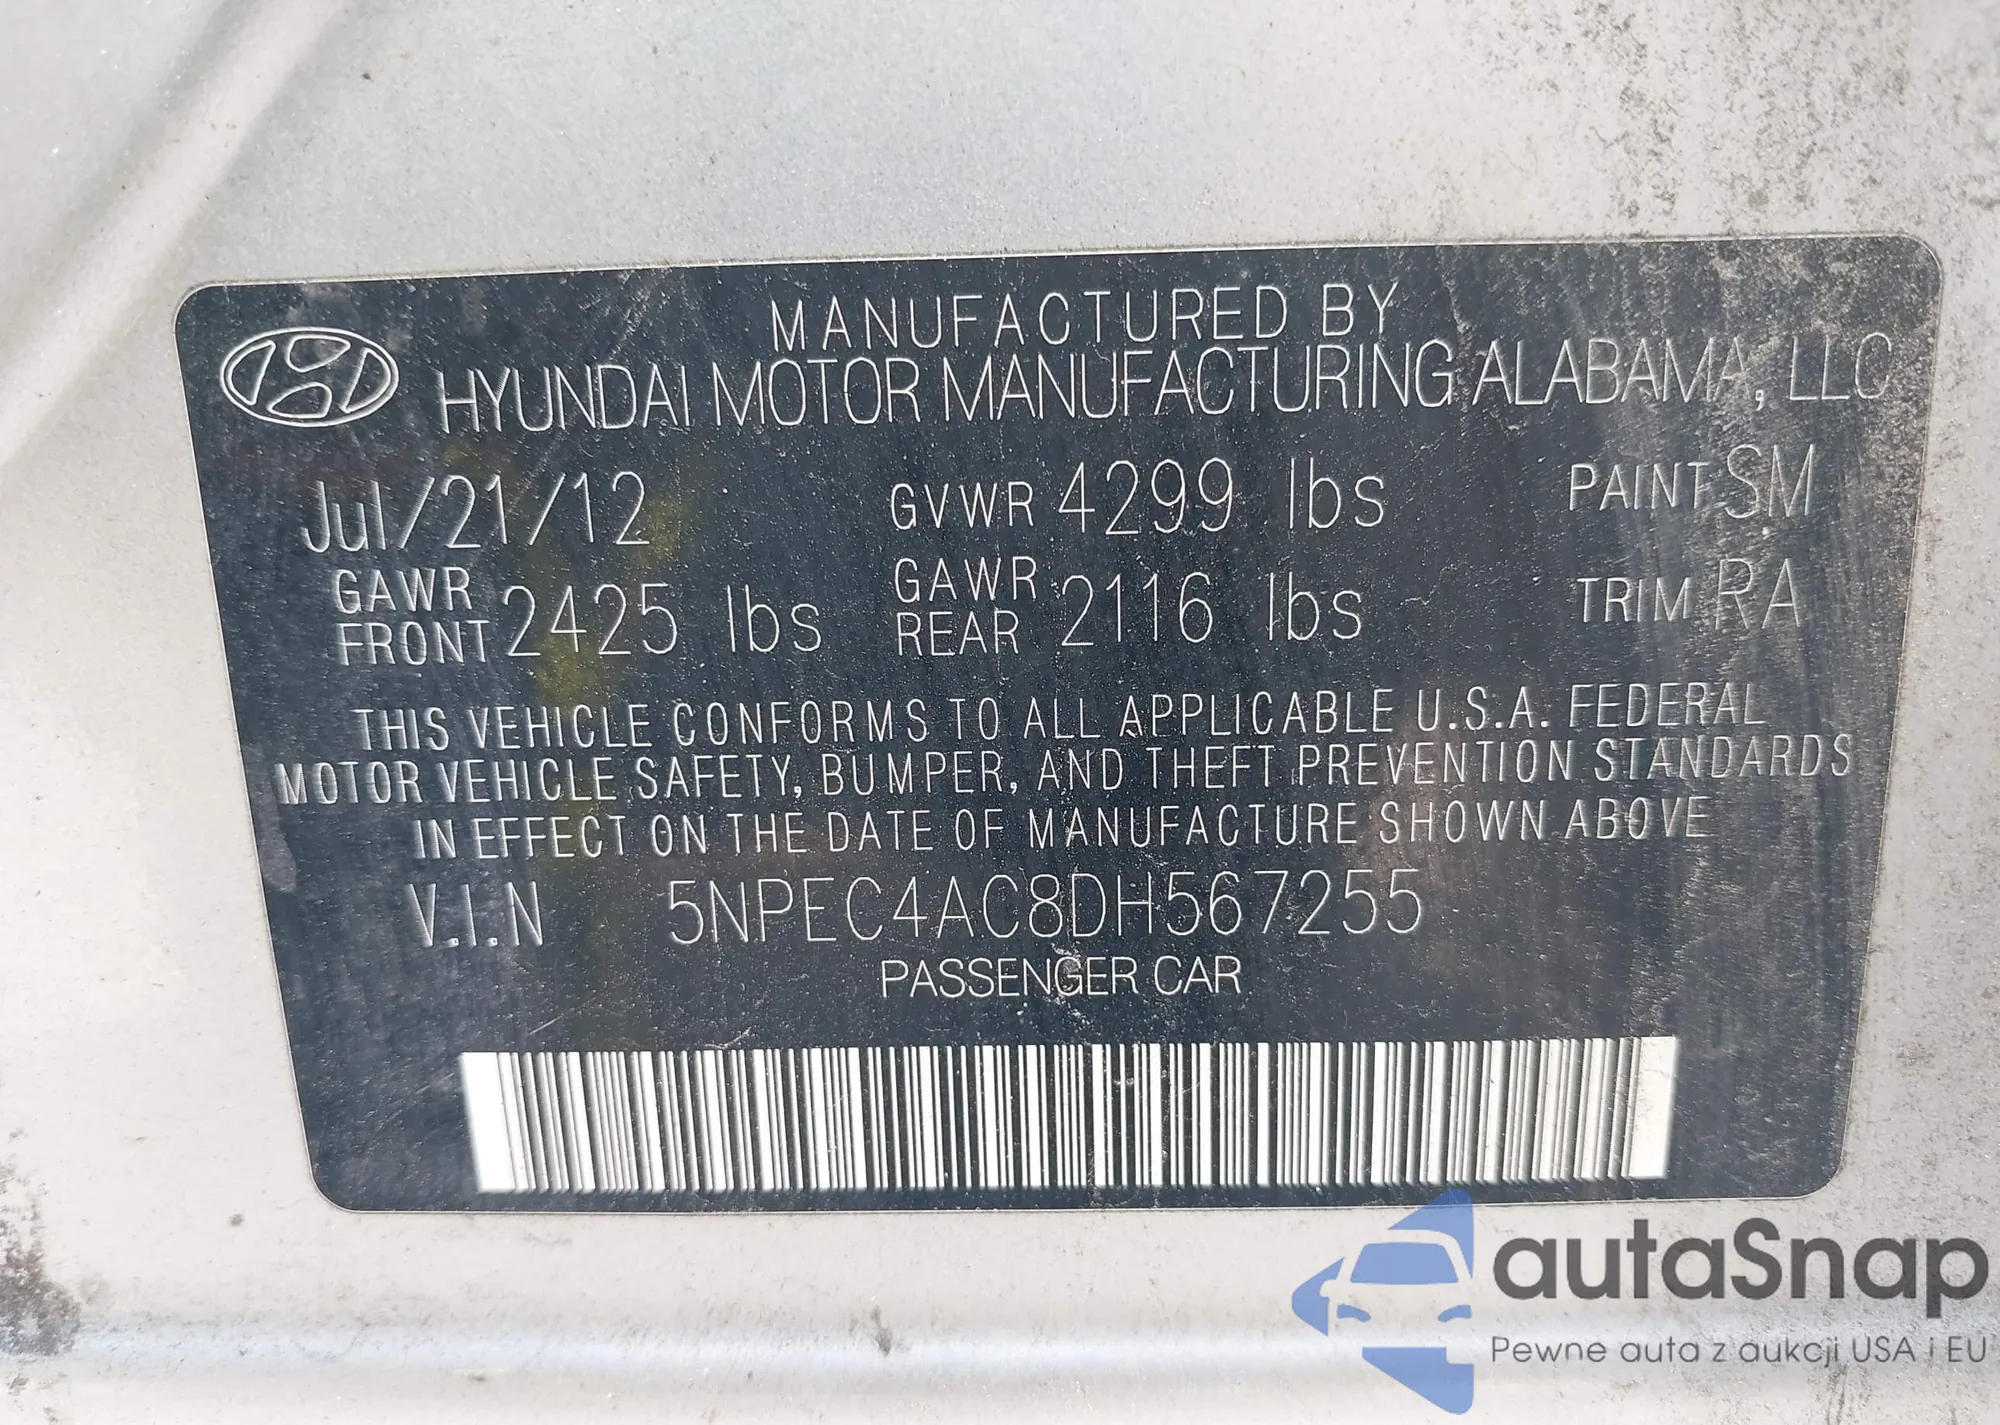 MANUFACTURED BY
HYUNDAI MOTOR MANUFACTURING ALABAMA, LLC
Jul/21/12 GVWR 4299 lbs PAINT SM
GAWR FRONT 2425 lbs GAWR REAR 2116 lbs TRIM RA
THIS VEHICLE CONFORMS TO ALL APPLICABLE U.S.A. FEDERAL
MOTOR VEHICLE SAFETY, BUMPER, AND THEFT PREVENTION STANDARDS
IN EFFECT ON THE DATE OF MANUFACTURE SHOWN ABOVE
V.I.N 5NPEC4AC8DH567255
PASSENGER CAR
autaSnap
Pewne auta z aukcji USA i EU